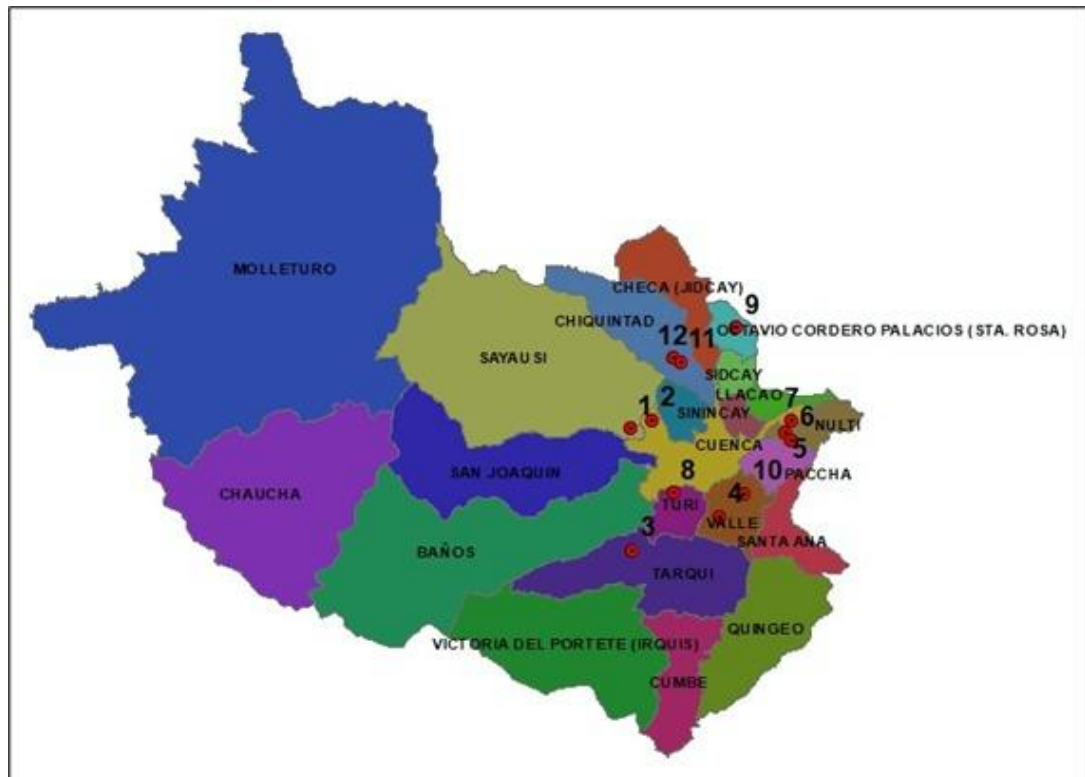 MOLLETURO
CHECA (JIDCAY)
9
CHIQUINTAD
OCTAVIO CORDERO PALACIOS (STA. ROSA)
12
11
SAYAUSI
SIDCAY
LLACAO
2
1
SININCAY
7
6
NULTI
CUENCA
5
8
10
PACCHA
SAN JOAQUIN
CHAUCHA
4
TURI
VALLE
3
SANTA ANA
BAÑOS
TARQUI
QUINGEO
VICTORIA DEL PORTETE (IRQUIS)
CUMBE